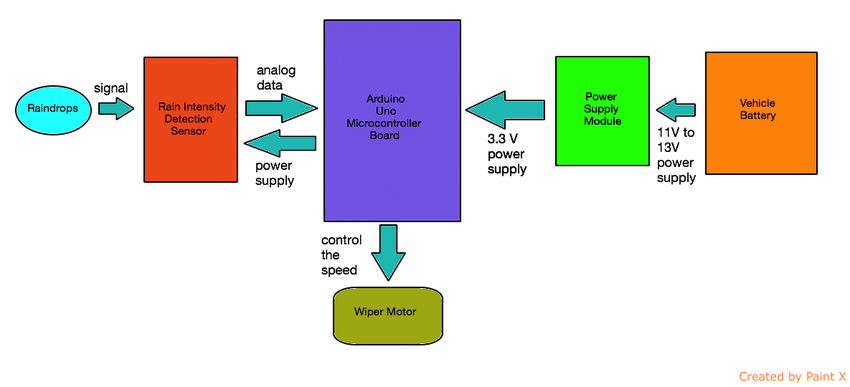 Raindrops
signal
Rain Intensity
Detection
Sensor
analog
data
power
supply
Arduino
Uno
Microcontroller
Board
control
the
speed
Wiper Motor
3.3 V
power
supply
Power
Supply
Module
11V to
13V
power
supply
Vehicle
Battery
Created by Paint X